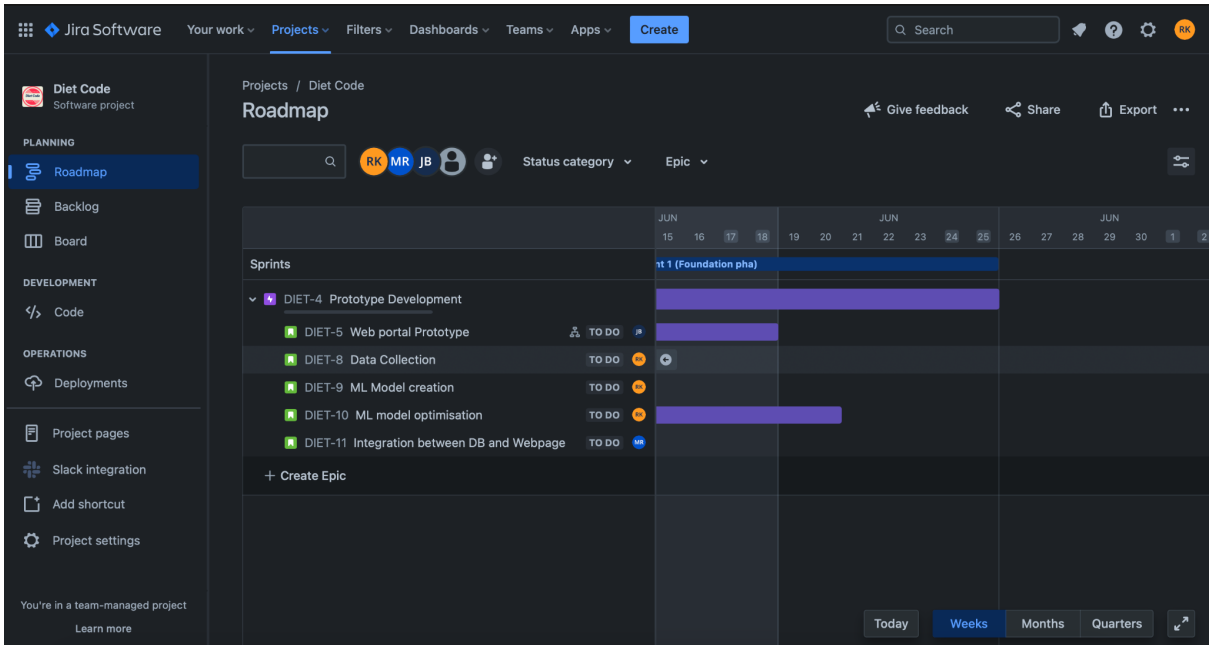 Jira Software Your work Projects Filters Dashboards Teams Apps Create Search RK
Diet Code
Software project
PLANNING
Roadmap
Backlog
Board
DEVELOPMENT
Code
OPERATIONS
Deployments
Project pages
Slack integration
Add shortcut
Project settings
You're in a team-managed project
Learn more
Projects / Diet Code
Roadmap
Give feedback Share Export
RK MR JB Status category Epic
JUN JUN JUN
15 16 17 18 19 20 21 22 23 24 25 26 27 28 29 30 1 2
Sprints nt 1 (Foundation pha)
DIET-4 Prototype Development
DIET-5 Web portal Prototype TO DO JB
DIET-8 Data Collection TO DO RK
DIET-9 ML Model creation TO DO RK
DIET-10 ML model optimisation TO DO RK
DIET-11 Integration between DB and Webpage TO DO MR
+ Create Epic
Today Weeks Months Quarters